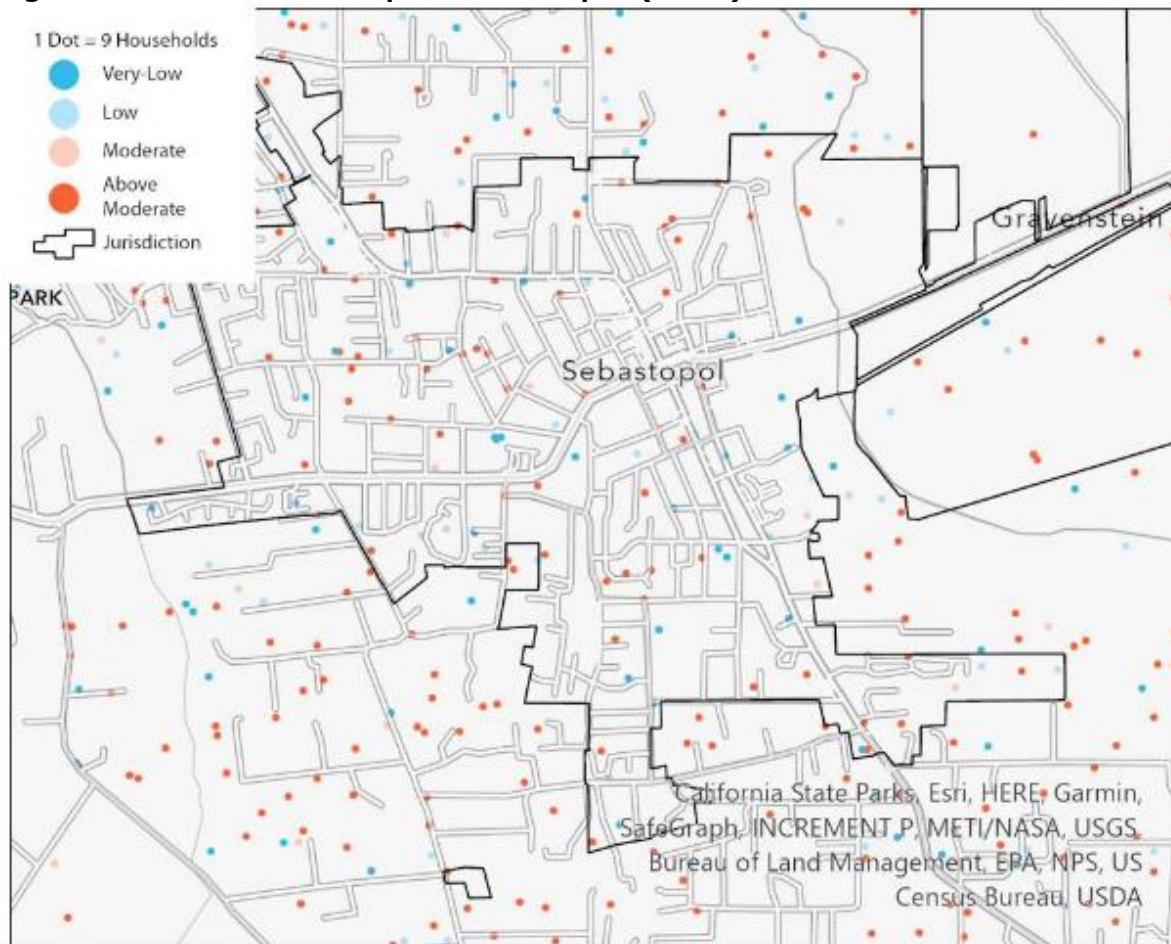 1 Dot = 9 Households
Very-Low
Low
Moderate
Above
Moderate
Jurisdiction
PARK
Gravenstein
Sebastopol
California State Parks, Esri, HERE, Garmin,
SafeGraph, INCREMENT P, METI/NASA, USGS,
Bureau of Land Management, EPA, NPS, US
Census Bureau, USDA